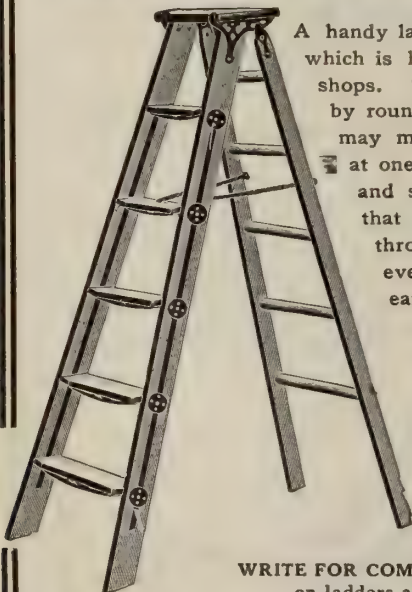 A handy la
which is
shops.
by roun
may m
at one
and s
that
thro
eve
ea
WRITE FOR COM
on ladders